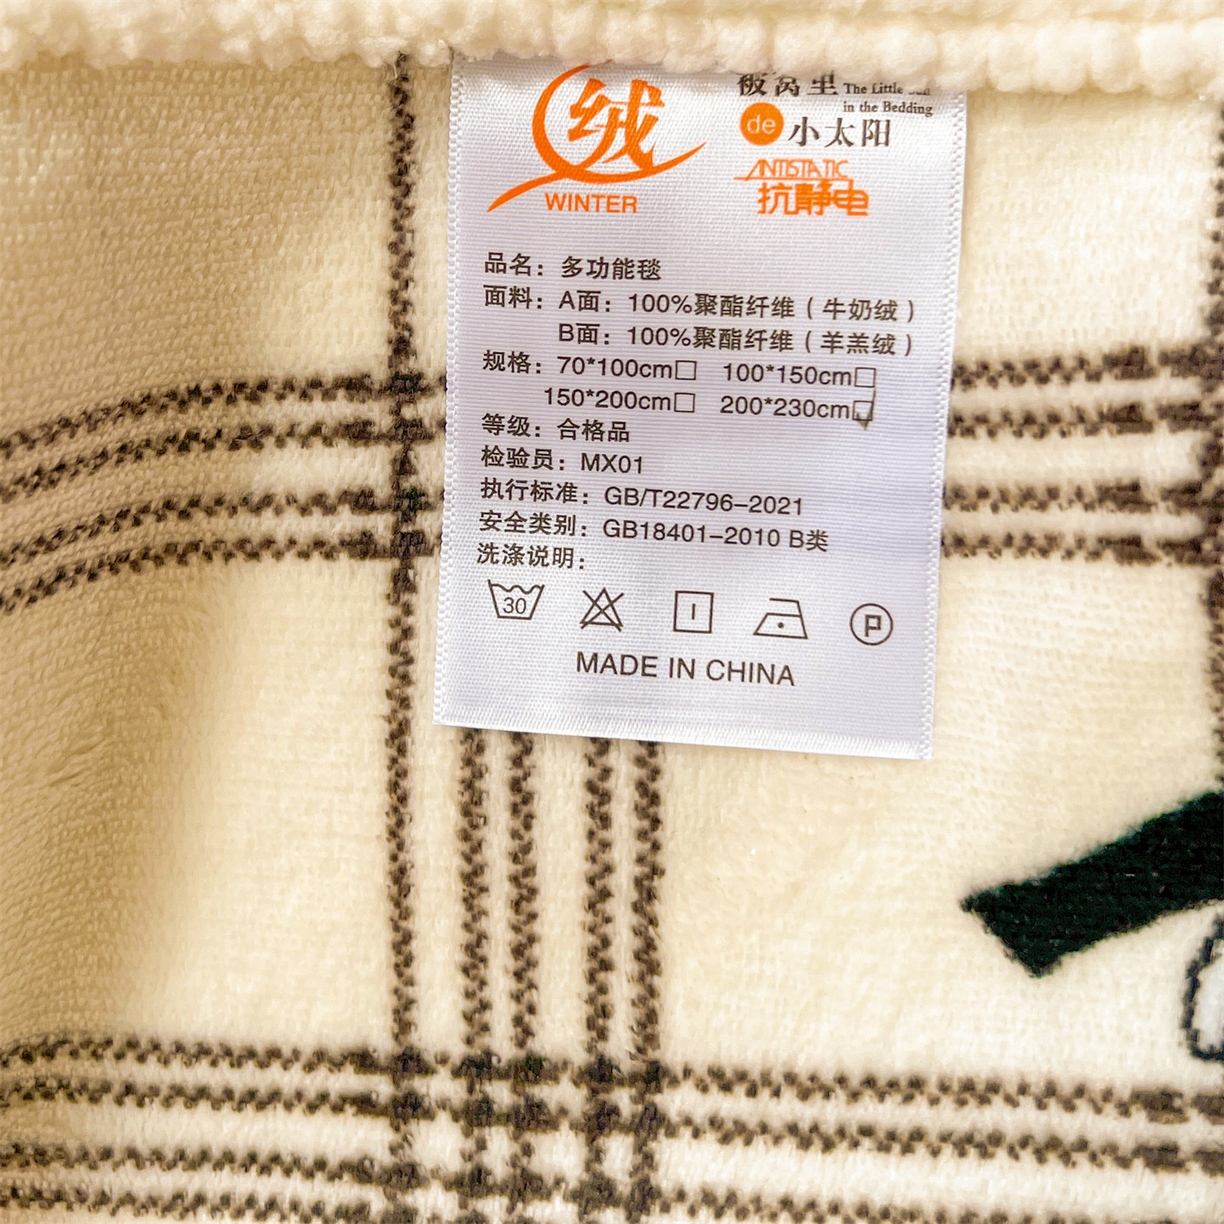 绒
WINTER
被窝里 The Little Sun
in the Bedding
de 小太阳
ANTISTATIC
抗静电
品名：多功能毯
面料：A面：100%聚酯纤维（牛奶绒）
B面：100%聚酯纤维（羊羔绒）
规格：70*100cm□ 100*150cm□
150*200cm□ 200*230cm☑
等级：合格品
检验员：MX01
执行标准：GB/T22796-2021
安全类别：GB18401-2010 B类
洗涤说明：
30
P
MADE IN CHINA